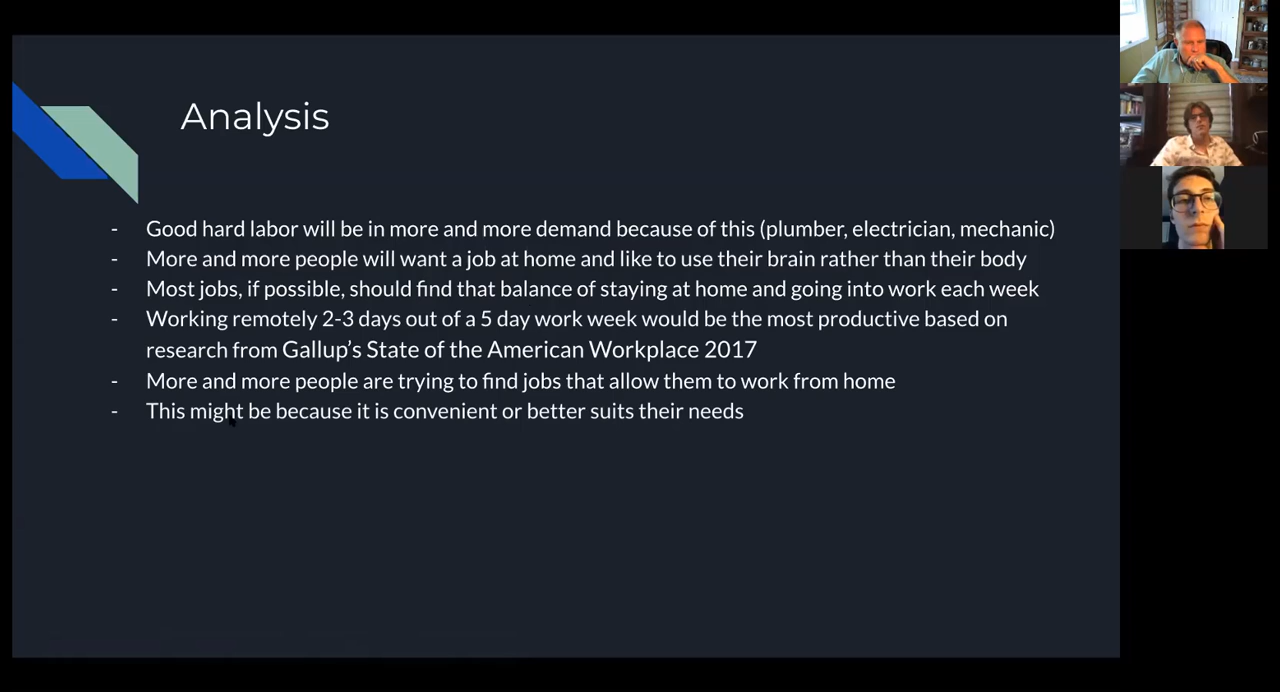 Analysis
- Good hard labor will be in more and more demand because of this (plumber, electrician, mechanic)
- More and more people will want a job at home and like to use their brain rather than their body
- Most jobs, if possible, should find that balance of staying at home and going into work each week
- Working remotely 2-3 days out of a 5 day work week would be the most productive based on
research from Gallup’s State of the American Workplace 2017
- More and more people are trying to find jobs that allow them to work from home
- This might be because it is convenient or better suits their needs